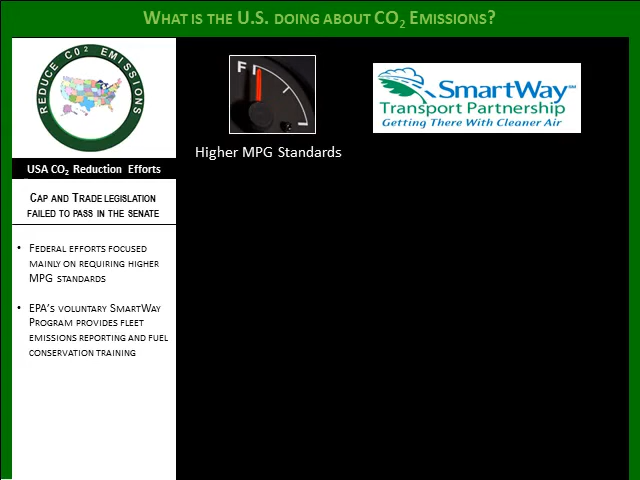 What is the U.S. doing about CO2 Emissions?
REDUCE CO2 EMISSIONS
F
SmartWay SM
Transport Partnership
Getting There With Cleaner Air
Higher MPG Standards
USA CO2 Reduction Efforts
Cap and Trade legislation
failed to pass in the senate
• Federal efforts focused
mainly on requiring higher
MPG standards
• EPA's voluntary SmartWay
Program provides fleet
emissions reporting and fuel
conservation training